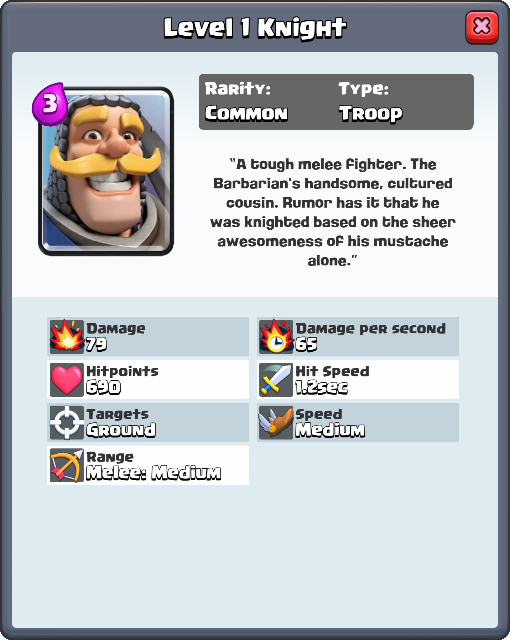 Level 1 Knight
3
Rarity: Type:
Common Troop
"A tough melee fighter. The
Barbarian's handsome, cultured
cousin. Rumor has it that he
was knighted based on the sheer
awesomeness of his mustache
alone."
Damage
79
Damage per second
65
Hitpoints
690
Hit Speed
1.2sec
Targets
Ground
Speed
Medium
Range
Melee: Medium